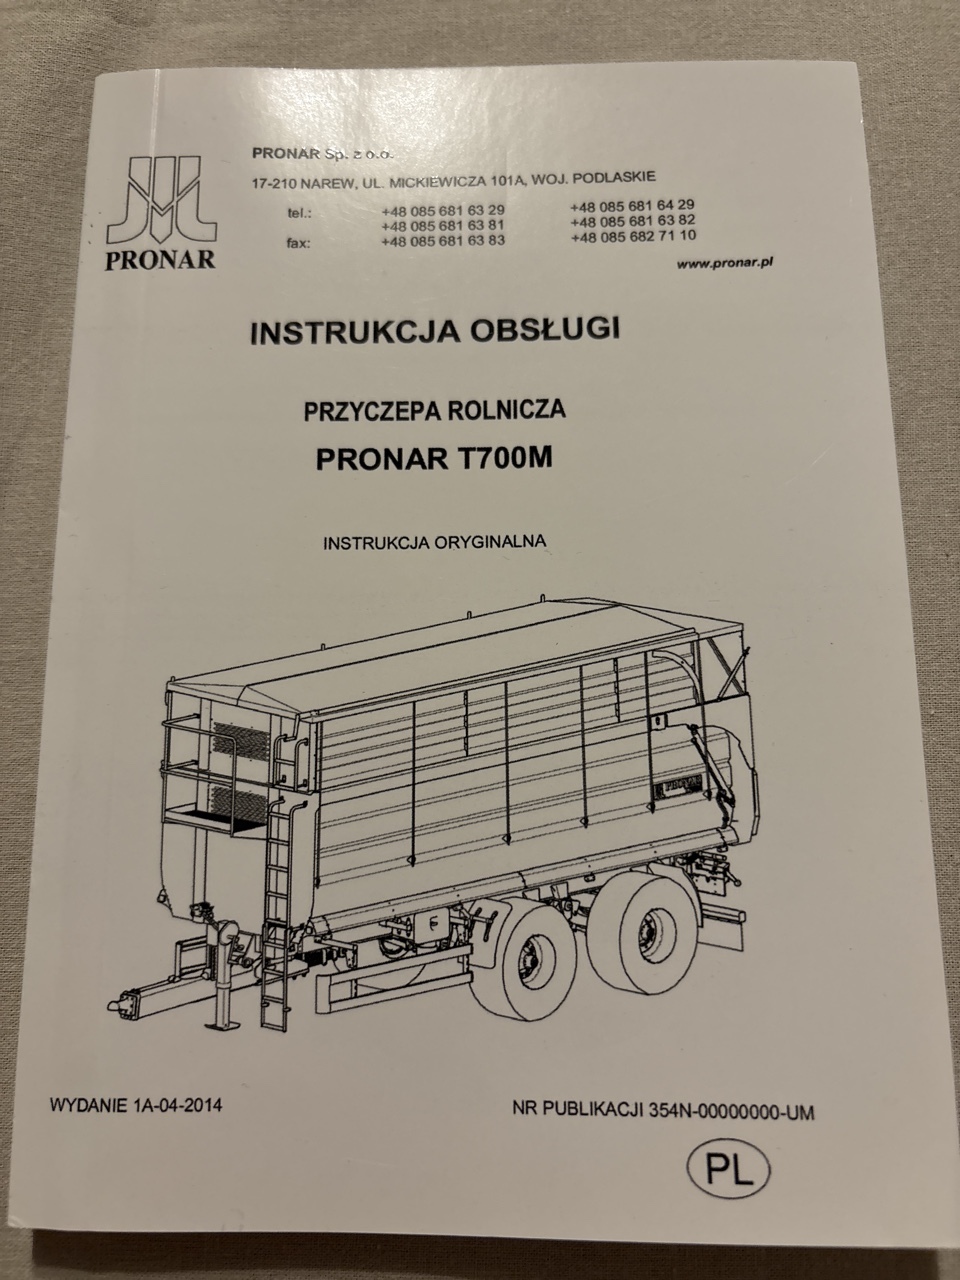 PRONAR
PRONAR Sp. z o.o.
17-210 NAREW, UL. MICKIEWICZA 101A, WOJ. PODLASKIE
tel.: +48 085 681 63 29 +48 085 681 64 29
+48 085 681 63 81 +48 085 681 63 82
fax: +48 085 681 63 83 +48 085 682 71 10
www.pronar.pl
INSTRUKCJA OBSŁUGI
PRZYCZEPA ROLNICZA
PRONAR T700M
INSTRUKCJA ORYGINALNA
PRONAR
WYDANIE 1A-04-2014
NR PUBLIKACJI 354N-00000000-UM
PL